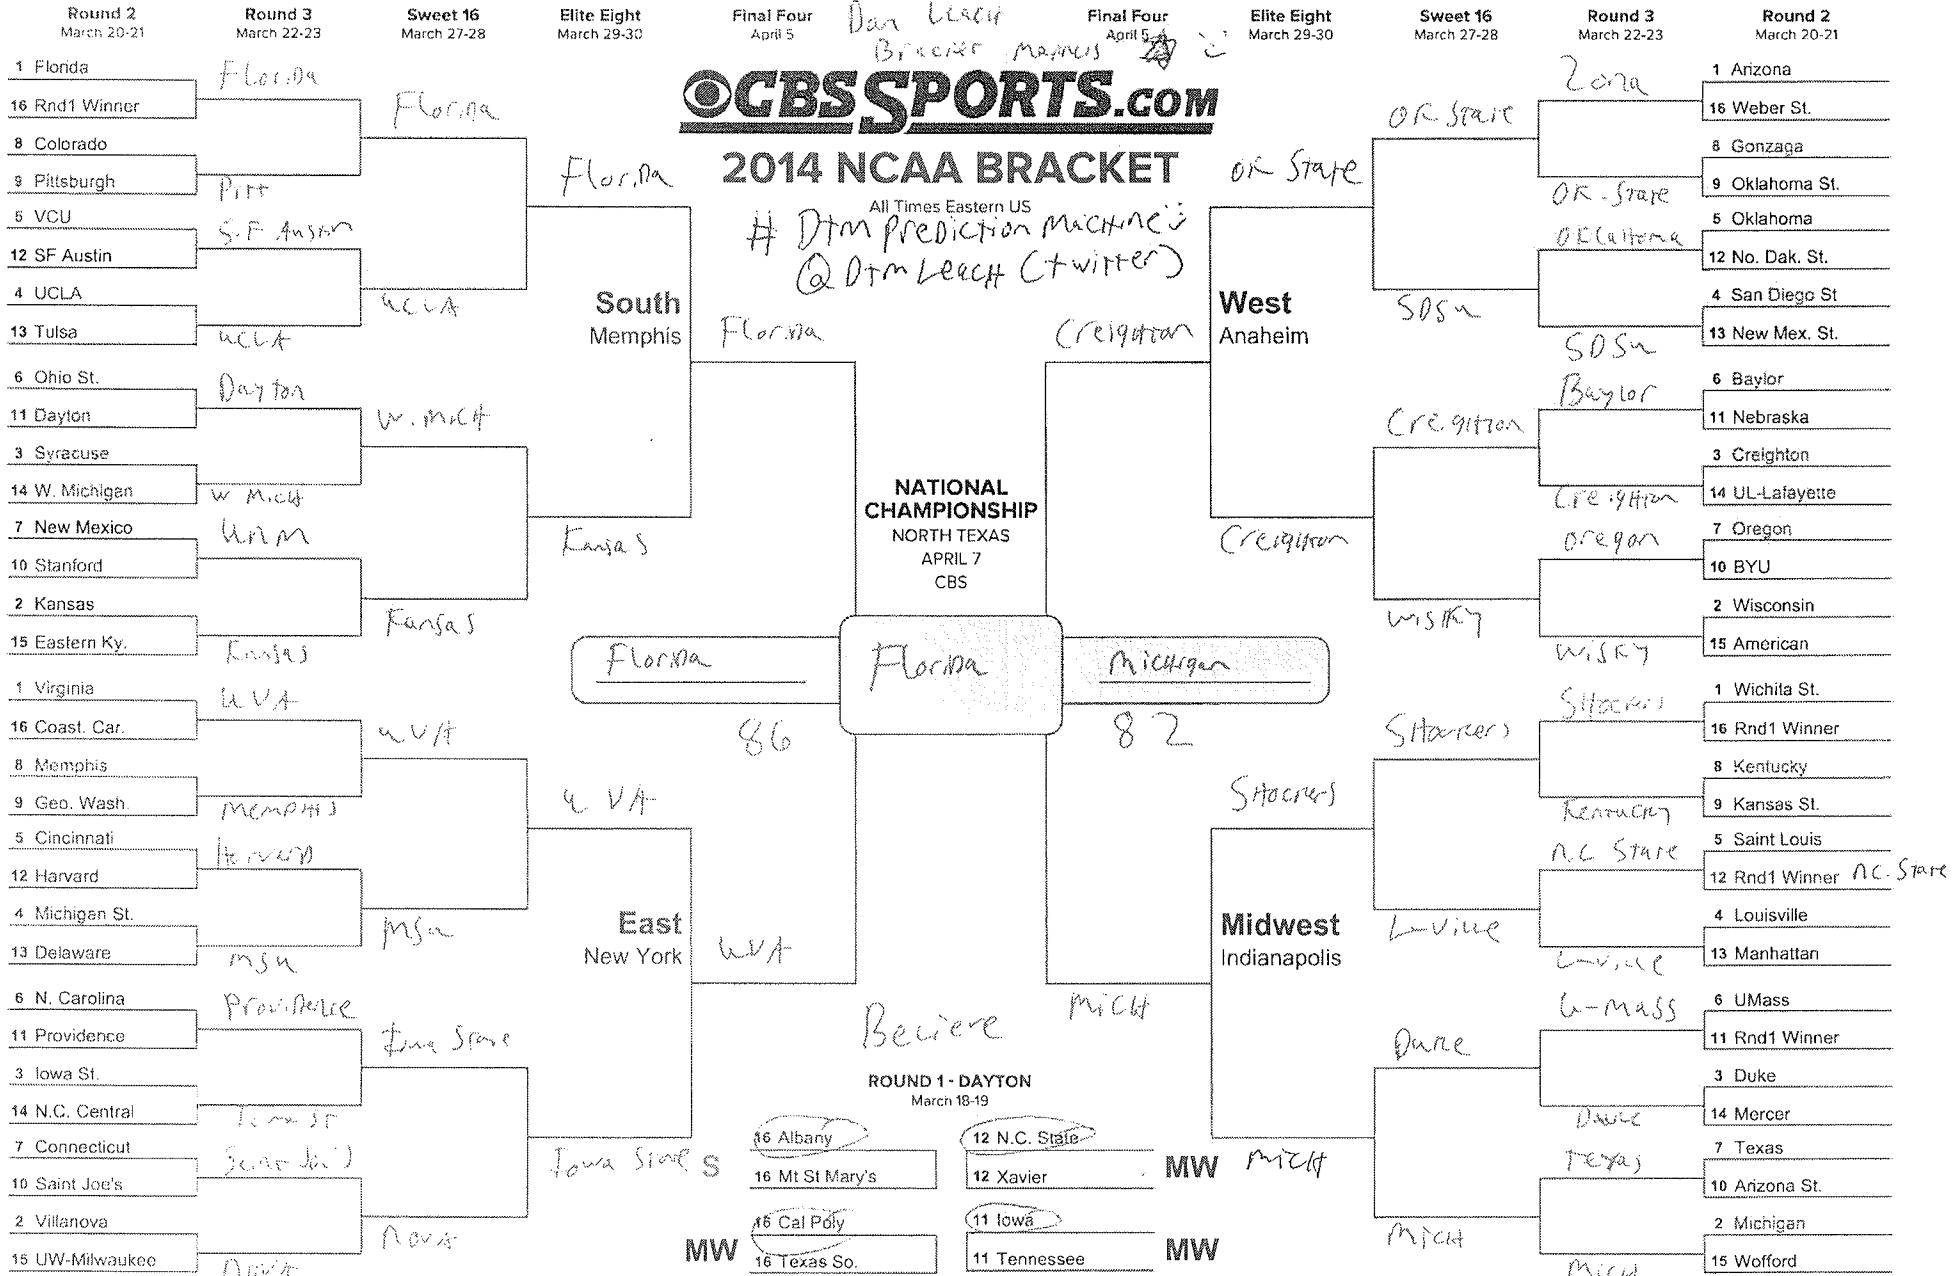 Round 2
March 20-21
Round 3
March 22-23
Sweet 16
March 27-28
Elite Eight
March 29-30
Final Four
April 5
Dan Leach
Final Four
April 5
Elite Eight
March 29-30
Sweet 16
March 27-28
Round 3
March 22-23
Round 2
March 20-21
CBSSPORTS.COM
2014 NCAA BRACKET
All Times Eastern US
# DTM Prediction Machine
@ DTM Leach (twitter)
1 Florida
16 Rnd1 Winner
8 Colorado
9 Pittsburgh
5 VCU
12 SF Austin
4 UCLA
13 Tulsa
6 Ohio St.
11 Dayton
3 Syracuse
14 W. Michigan
7 New Mexico
10 Stanford
2 Kansas
15 Eastern Ky.
Florida
Pitt
S.F Austin
UCLA
Dayton
W Mich
UNM
Kansas
Florida
UCLA
W. Mich
Kansas
Florida
Kansas
South
Memphis
Florida
1 Virginia
16 Coast. Car.
8 Memphis
9 Geo. Wash.
5 Cincinnati
12 Harvard
4 Michigan St.
13 Delaware
6 N. Carolina
11 Providence
3 Iowa St.
14 N.C. Central
7 Connecticut
10 Saint Joe's
2 Villanova
15 UW-Milwaukee
UVA
Memphis
Harvard
MSU
Providence
Iowa St
Saint Joe's
Nova
UVA
MSU
Iowa State
Nova
UVA
Iowa State
East
New York
UVA
NATIONAL
CHAMPIONSHIP
NORTH TEXAS
APRIL 7
CBS
Florida
Florida
Michigan
86
82
Believe
Creighton
West
Anaheim
OK State
Creighton
OK State
SDSU
Creighton
Wisky
Zona
OK. State
Oklahoma
SDSU
Baylor
Creighton
Oregon
Wisky
1 Arizona
16 Weber St.
8 Gonzaga
9 Oklahoma St.
5 Oklahoma
12 No. Dak. St.
4 San Diego St
13 New Mex. St.
6 Baylor
11 Nebraska
3 Creighton
14 UL-Lafayette
7 Oregon
10 BYU
2 Wisconsin
15 American
Mich
Midwest
Indianapolis
Shockers
Mich
Shockers
L-Ville
Duke
Mich
Shockers
Kentucky
N.C State
L-Ville
U-Mass
Duke
Texas
Mich
1 Wichita St.
16 Rnd1 Winner
8 Kentucky
9 Kansas St.
5 Saint Louis
12 Rnd1 Winner NC. State
4 Louisville
13 Manhattan
6 UMass
11 Rnd1 Winner
3 Duke
14 Mercer
7 Texas
10 Arizona St.
2 Michigan
15 Wofford
ROUND 1 - DAYTON
March 18-19
16 Albany
16 Mt St Mary's
S
12 N.C. State
12 Xavier
MW
16 Cal Poly
16 Texas So.
MW
11 Iowa
11 Tennessee
MW